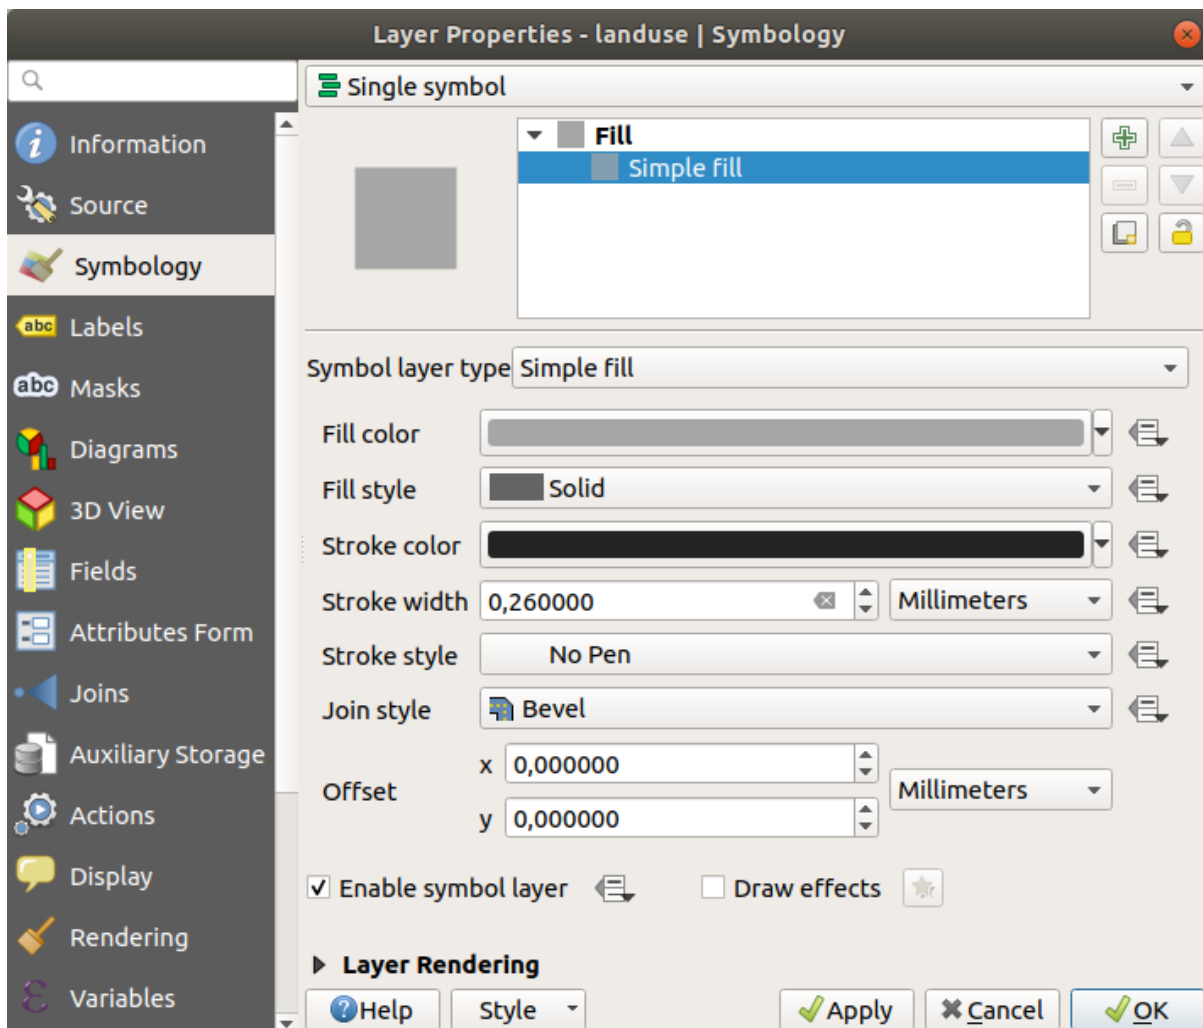 Layer Properties - landuse | Symbology
Single symbol
Information
Source
Symbology
Labels
Masks
Diagrams
3D View
Fields
Attributes Form
Joins
Auxiliary Storage
Actions
Display
Rendering
Variables
Fill
Simple fill
Symbol layer type Simple fill
Fill color
Fill style Solid
Stroke color
Stroke width 0,260000 Millimeters
Stroke style No Pen
Join style Bevel
Offset
x 0,000000
y 0,000000
Millimeters
Enable symbol layer Draw effects
Layer Rendering
Help Style Apply Cancel OK
abc
abc